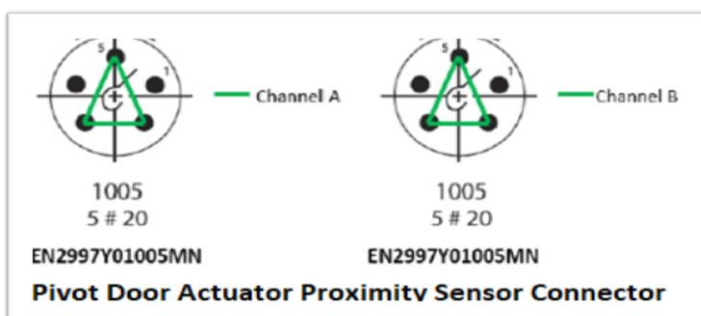 5
1
Channel A
5
1
Channel B
1005
1005
5 # 20
5 # 20
EN2997Y01005MN
EN2997Y01005MN
Pivot Door Actuator Proximity Sensor Connector